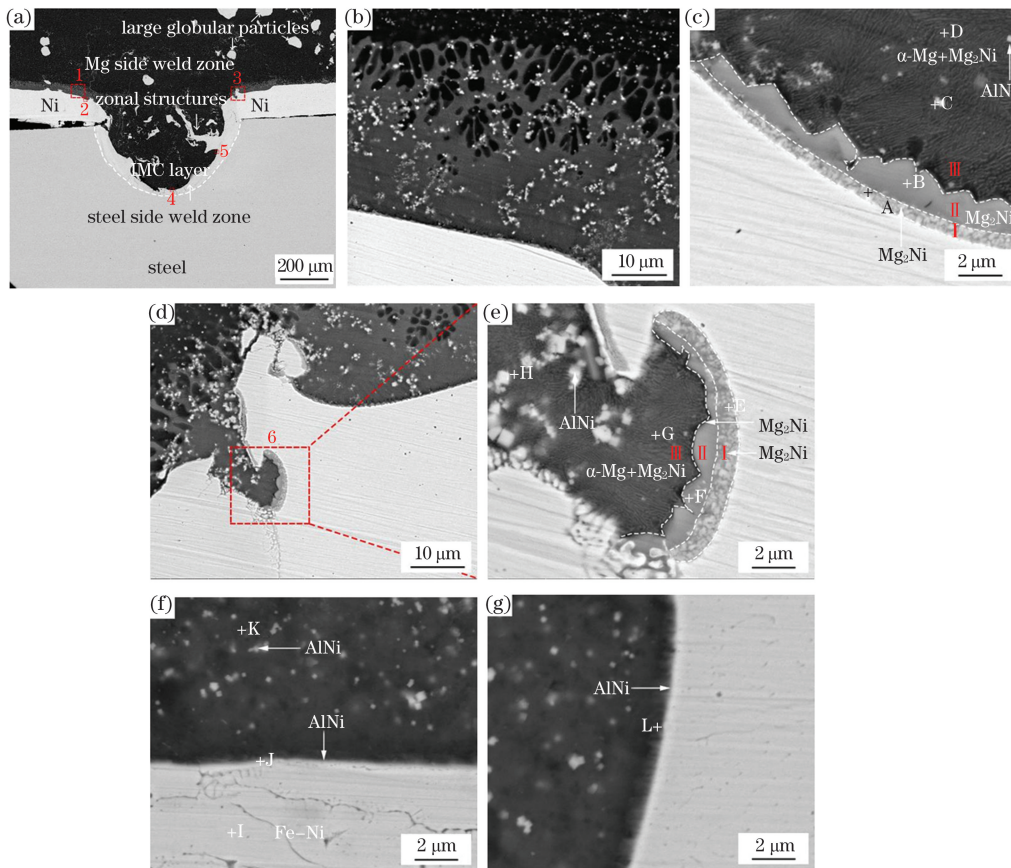 (a)
large globular particles
Mg side weld zone
1
3
Ni
2
zonal structures
Ni
5
IMC layer
4
steel side weld zone
steel
200 μm
(b)
10 μm
(c)
+D
α-Mg+Mg₂Ni
AlNi
+C
III
+B
+
A
II
Mg₂Ni
I
Mg₂Ni
2 μm
(d)
6
10 μm
(e)
+H
AlNi
+E
+G
Mg₂Ni
III
II
I
Mg₂Ni
α-Mg+Mg₂Ni
+F
2 μm
(f)
+K
AlNi
AlNi
+J
+I
Fe-Ni
2 μm
(g)
AlNi
L+
2 μm